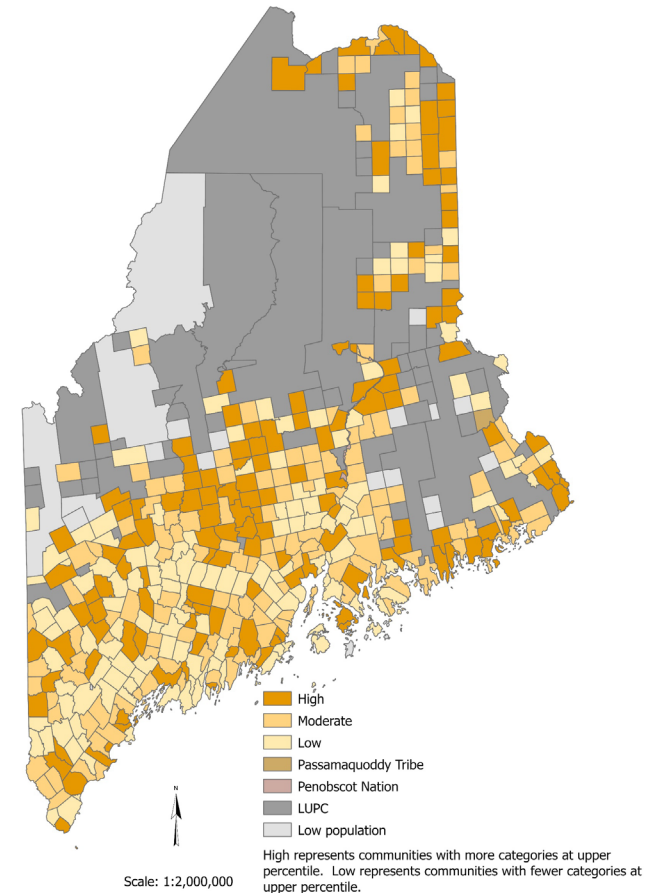 High
Moderate
Low
Passamaquoddy Tribe
Penobscot Nation
LUPC
Low population
N
Scale: 1:2,000,000
High represents communities with more categories at upper
percentile.  Low represents communities with fewer categories at
upper percentile.